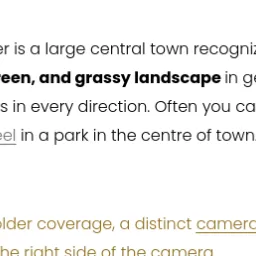 er is a large central town recogniz
reen, and grassy landscape in ge
s in every direction. Often you ca
eel in a park in the centre of town.
older coverage, a distinct camera
he right side of the camera